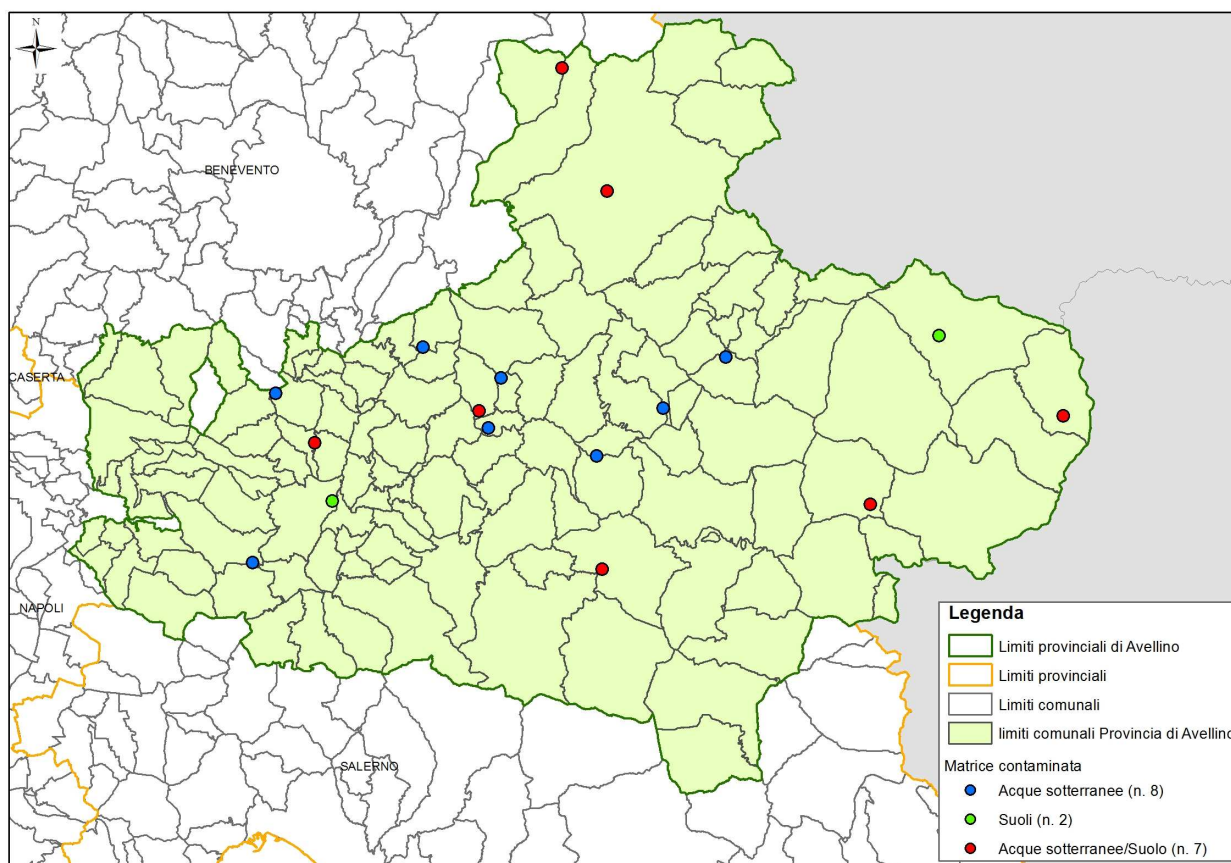 N
BENEVENTO
CASERTA
NAPOLI
SALERNO
Legenda
Limiti provinciali di Avellino
Limiti provinciali
Limiti comunali
limiti comunali Provincia di Avellino
Matrice contaminata
Acque sotterranee (n. 8)
Suoli (n. 2)
Acque sotterranee/Suolo (n. 7)